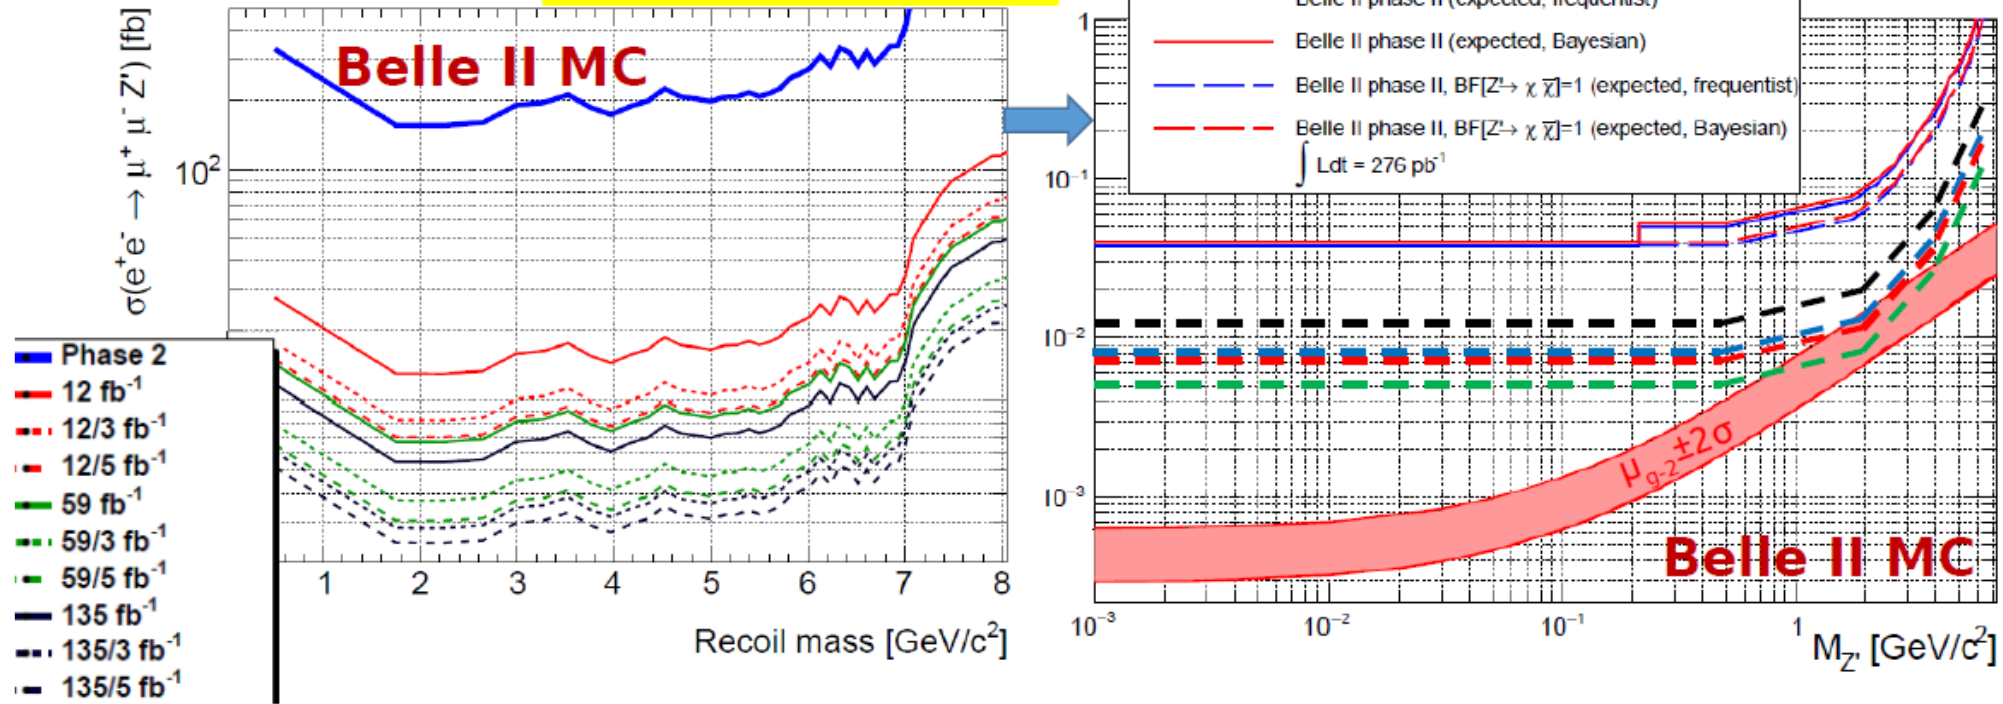 σ(e⁺e⁻ → μ⁺ μ⁻ Z') [fb]
Belle II MC
10²
Phase 2
12 fb⁻¹
12/3 fb⁻¹
12/5 fb⁻¹
59 fb⁻¹
59/3 fb⁻¹
59/5 fb⁻¹
135 fb⁻¹
135/3 fb⁻¹
135/5 fb⁻¹
1 2 3 4 5 6 7 8
Recoil mass [GeV/c²]
Belle II phase II (expected, frequentist)
Belle II phase II (expected, Bayesian)
Belle II phase II, BF[Z'→ χ χ̅]=1 (expected, frequentist)
Belle II phase II, BF[Z'→ χ χ̅]=1 (expected, Bayesian)
∫ Ldt = 276 pb⁻¹
1
10⁻¹
10⁻²
10⁻³
μg-2±2σ
Belle II MC
10⁻³ 10⁻² 10⁻¹ 1
M_Z' [GeV/c²]